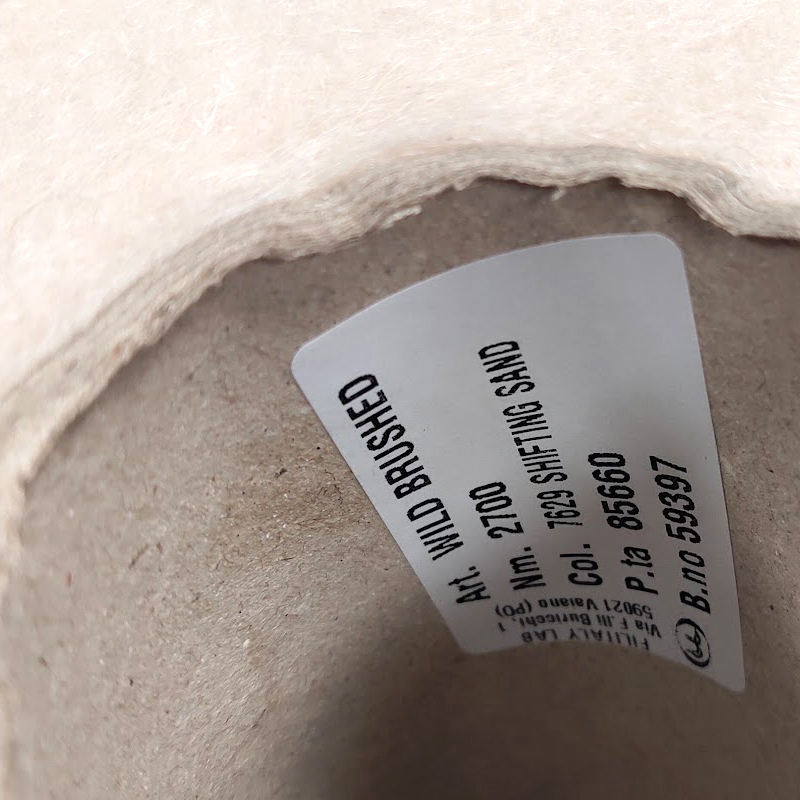 Art. WILD BRUSHED
Nm. 2700
Col. 7629 SHIFTING SAND
P.ta 85660
B.no 59397
FILITALY LAB
Via F.lli Buricchi, 1
59021 Vaiano (PO)